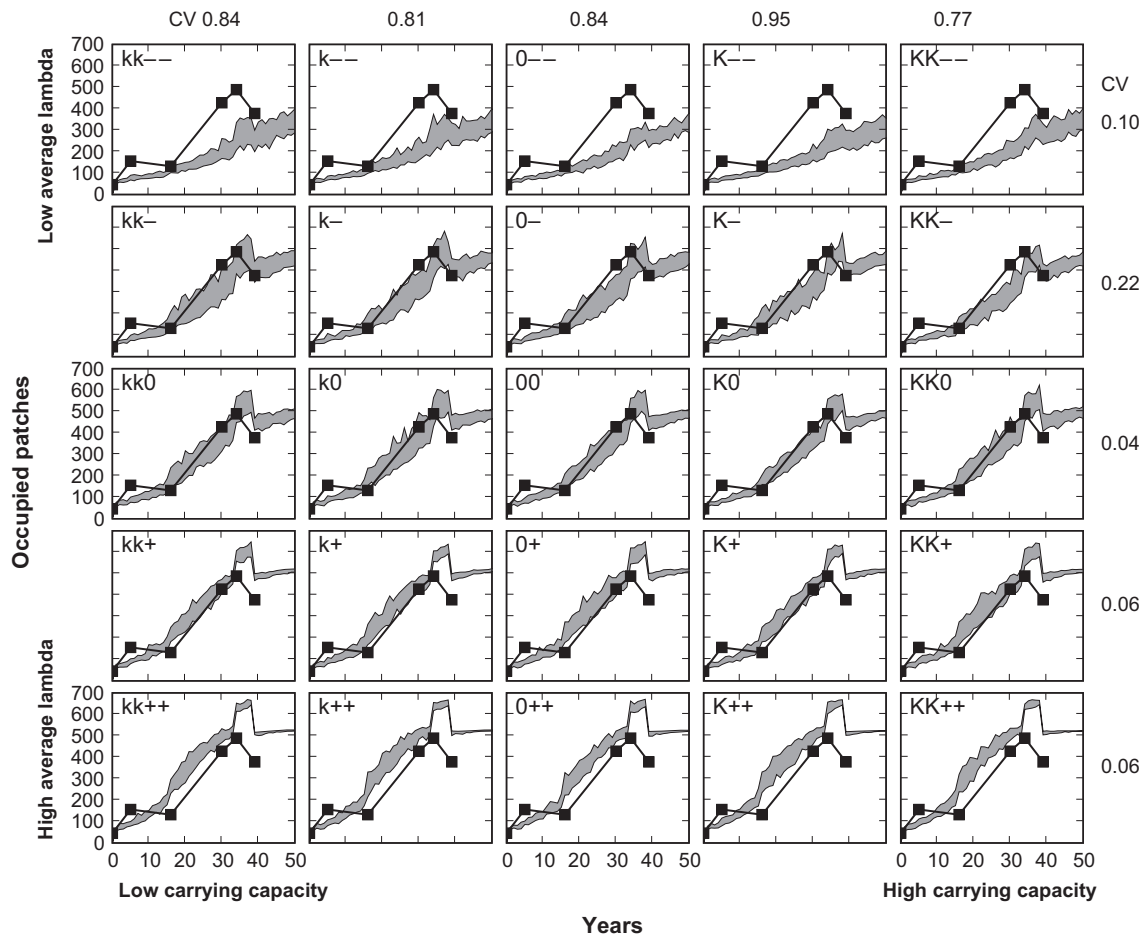 CV 0.84 0.81 0.84 0.95 0.77
Low average lambda
High average lambda
Occupied patches
700 kk–– k–– 0–– K–– KK––
600
500
400
300
200
100
0
CV
0.10
kk– k– 0– K– KK–
0.22
700 kk0 k0 00 K0 KK0
600
500
400
300
200
100
0
0.04
kk+ k+ 0+ K+ KK+
0.06
700 kk++ k++ 0++ K++ KK++
600
500
400
300
200
100
0
0.06
0 10 20 30 40 50 0 10 20 30 40 50 0 10 20 30 40 50
Low carrying capacity High carrying capacity
Years